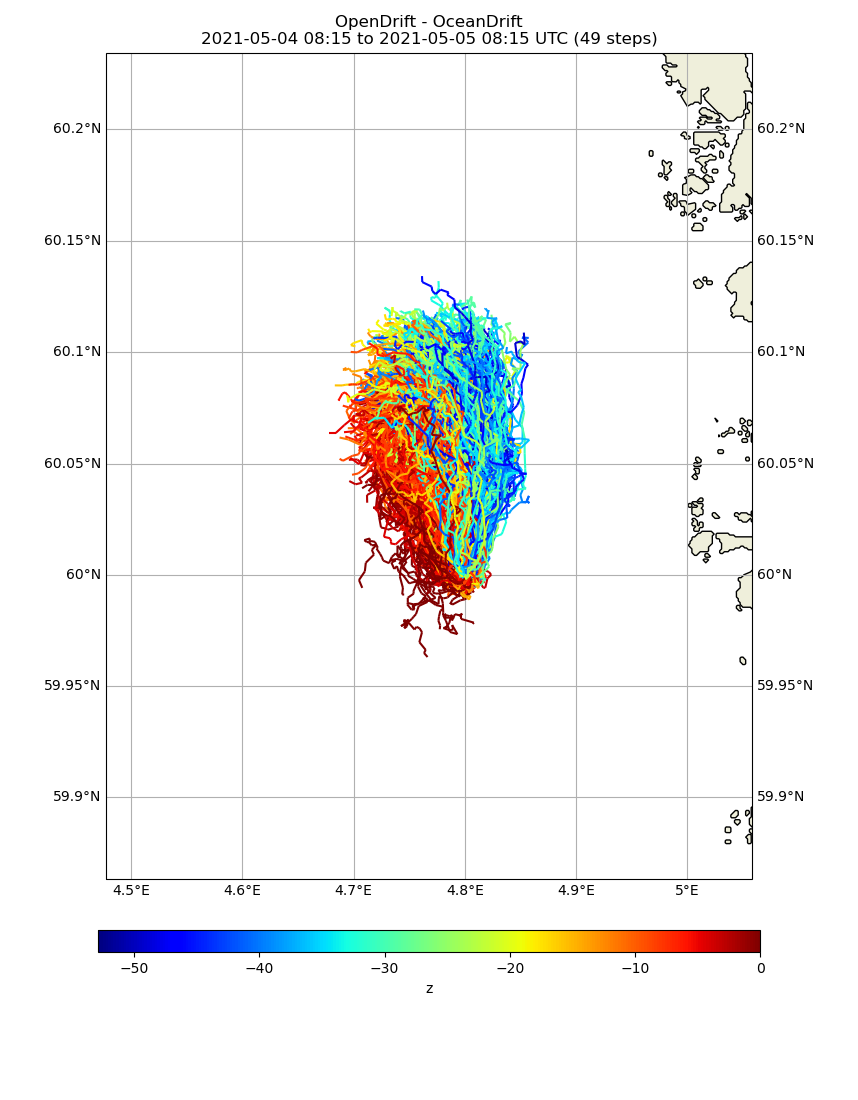 OpenDrift - OceanDrift
2021-05-04 08:15 to 2021-05-05 08:15 UTC (49 steps)
60.2°N 60.2°N
60.15°N 60.15°N
60.1°N 60.1°N
60.05°N 60.05°N
60°N 60°N
59.95°N 59.95°N
59.9°N 59.9°N
4.5°E 4.6°E 4.7°E 4.8°E 4.9°E 5°E
−50 −40 −30 −20 −10 0
z